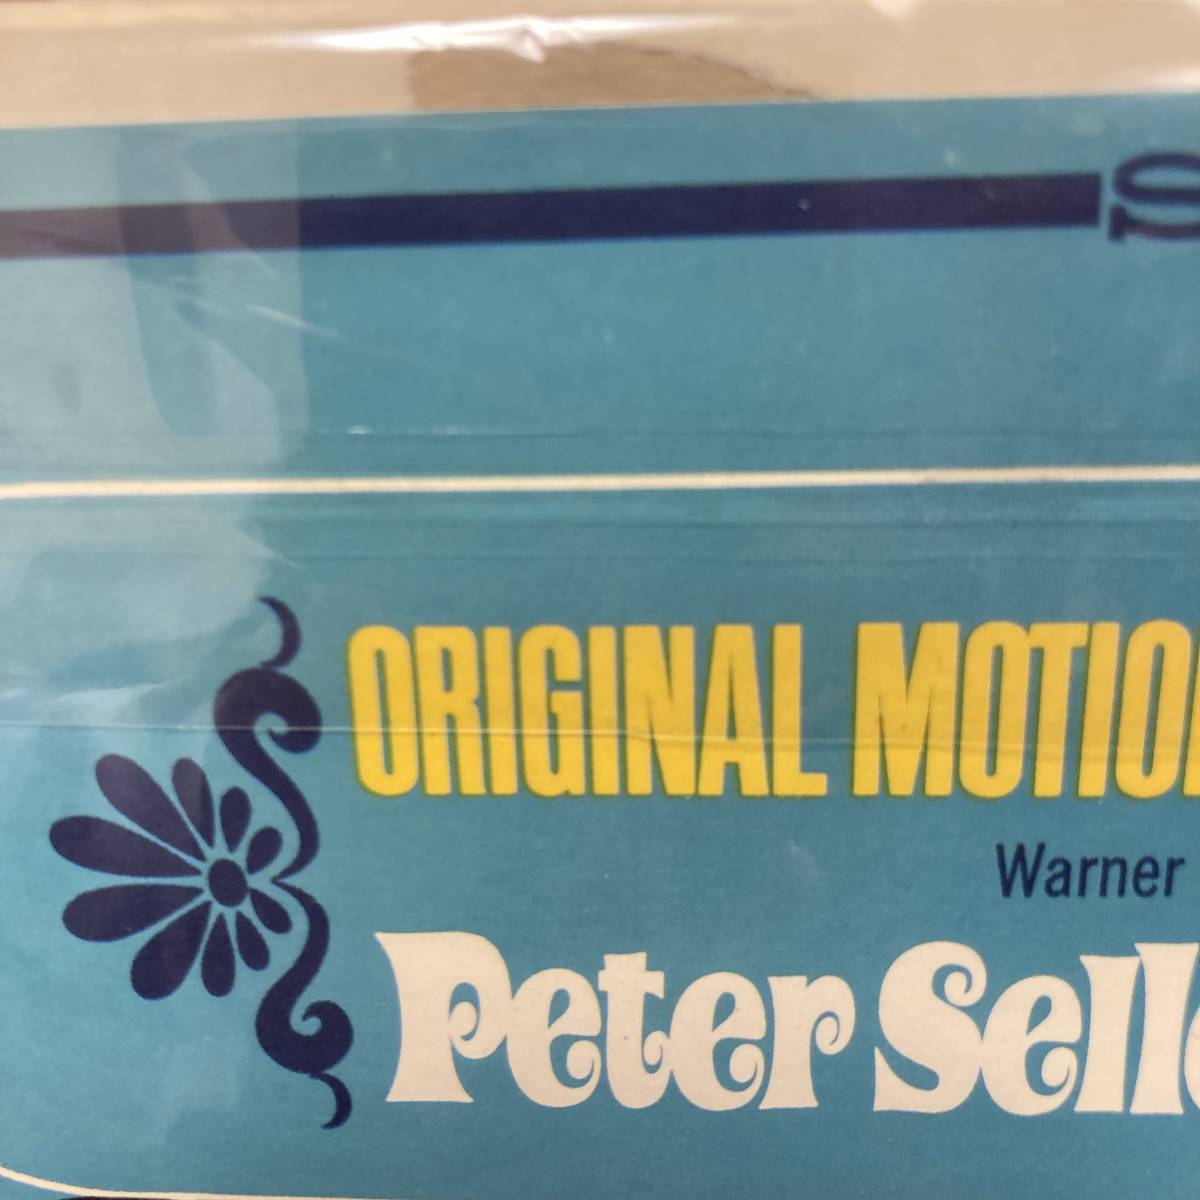 ORIGINAL MOTIO
Warner
Peter Selle